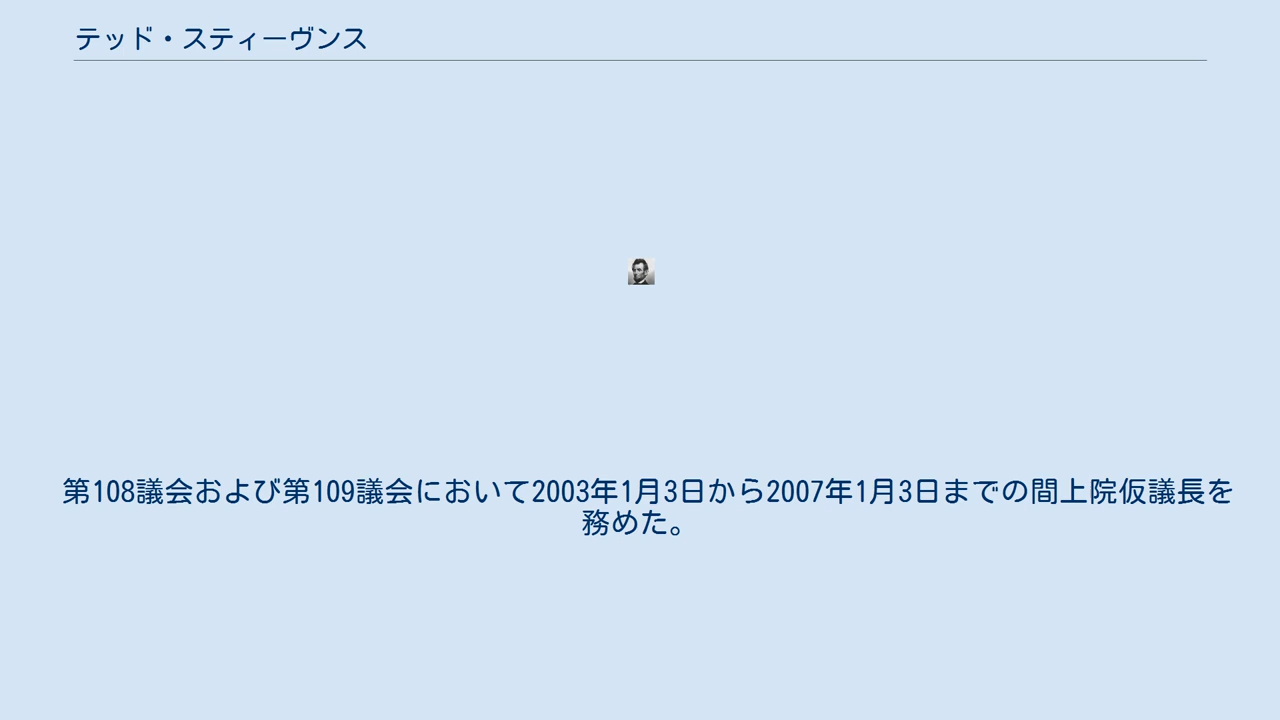 テッド・スティーヴンス
第108議会および第109議会において2003年1月3日から2007年1月3日までの間上院仮議長を
務めた。